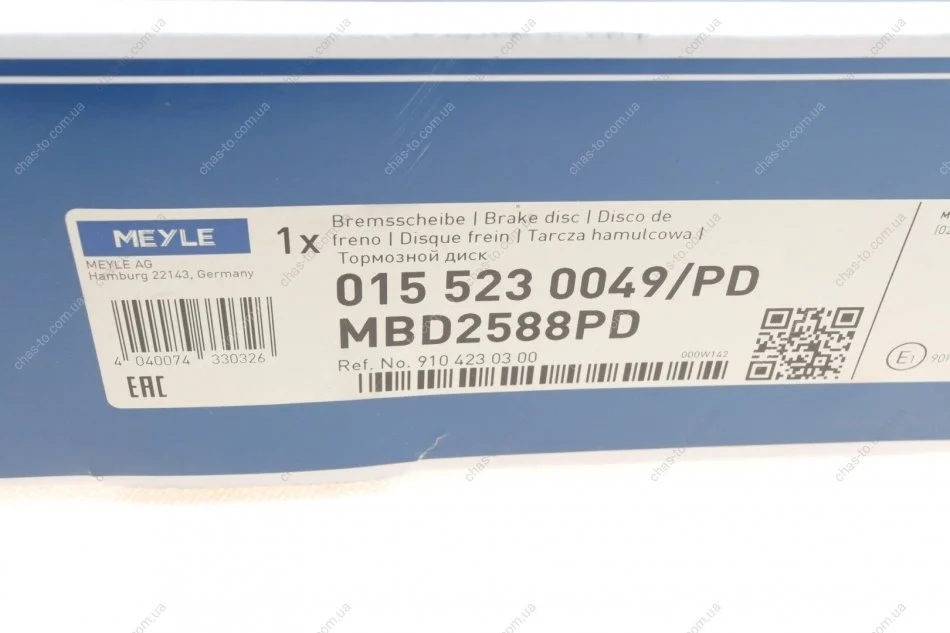 MEYLE
MEYLE AG
Hamburg 22143, Germany
4 040074 330326
EAC
1x
Bremsscheibe | Brake disc | Disco de
freno | Disque frein | Tarcza hamulcowa /
Тормозной диск
015 523 0049/PD
MBD2588PD
Ref. No. 910 423 03 00
000W142
E1
chas-to.com.ua